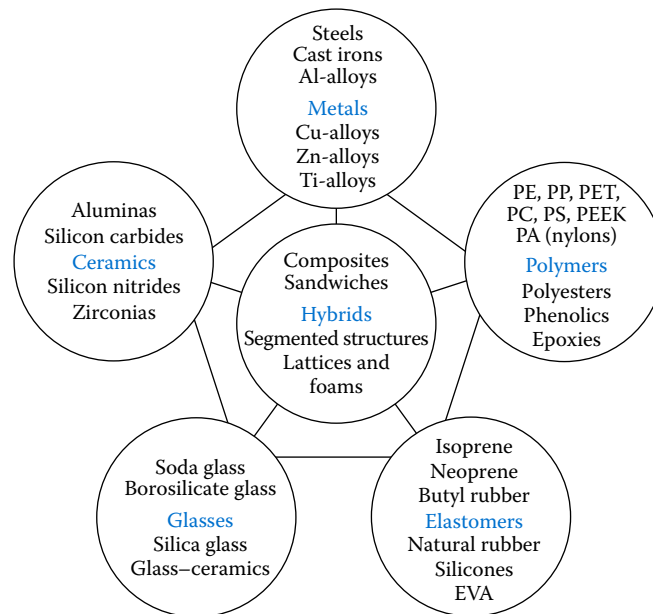 Steels
Cast irons
Al-alloys
Metals
Cu-alloys
Zn-alloys
Ti-alloys
Aluminas
Silicon carbides
Ceramics
Silicon nitrides
Zirconias
PE, PP, PET,
PC, PS, PEEK
PA (nylons)
Polymers
Polyesters
Phenolics
Epoxies
Composites
Sandwiches
Hybrids
Segmented structures
Lattices and
foams
Soda glass
Borosilicate glass
Glasses
Silica glass
Glass–ceramics
Isoprene
Neoprene
Butyl rubber
Elastomers
Natural rubber
Silicones
EVA